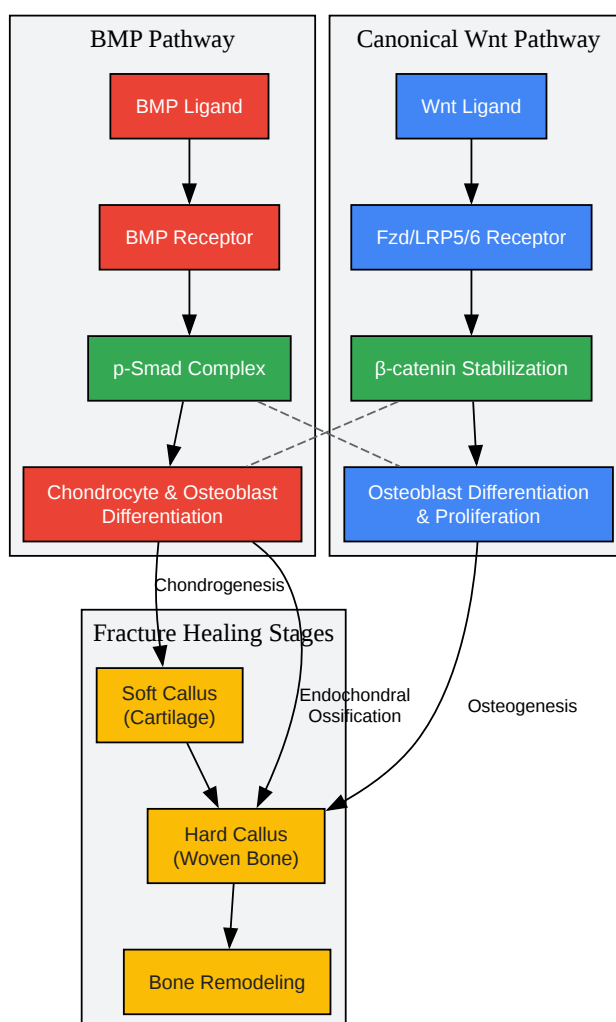 BMP Pathway
Canonical Wnt Pathway
BMP Ligand
Wnt Ligand
BMP Receptor
Fzd/LRP5/6 Receptor
p-Smad Complex
β-catenin Stabilization
Chondrocyte & Osteoblast
Differentiation
Osteoblast Differentiation
& Proliferation
Chondrogenesis
Fracture Healing Stages
Soft Callus
(Cartilage)
Endochondral
Ossification
Osteogenesis
Hard Callus
(Woven Bone)
Bone Remodeling